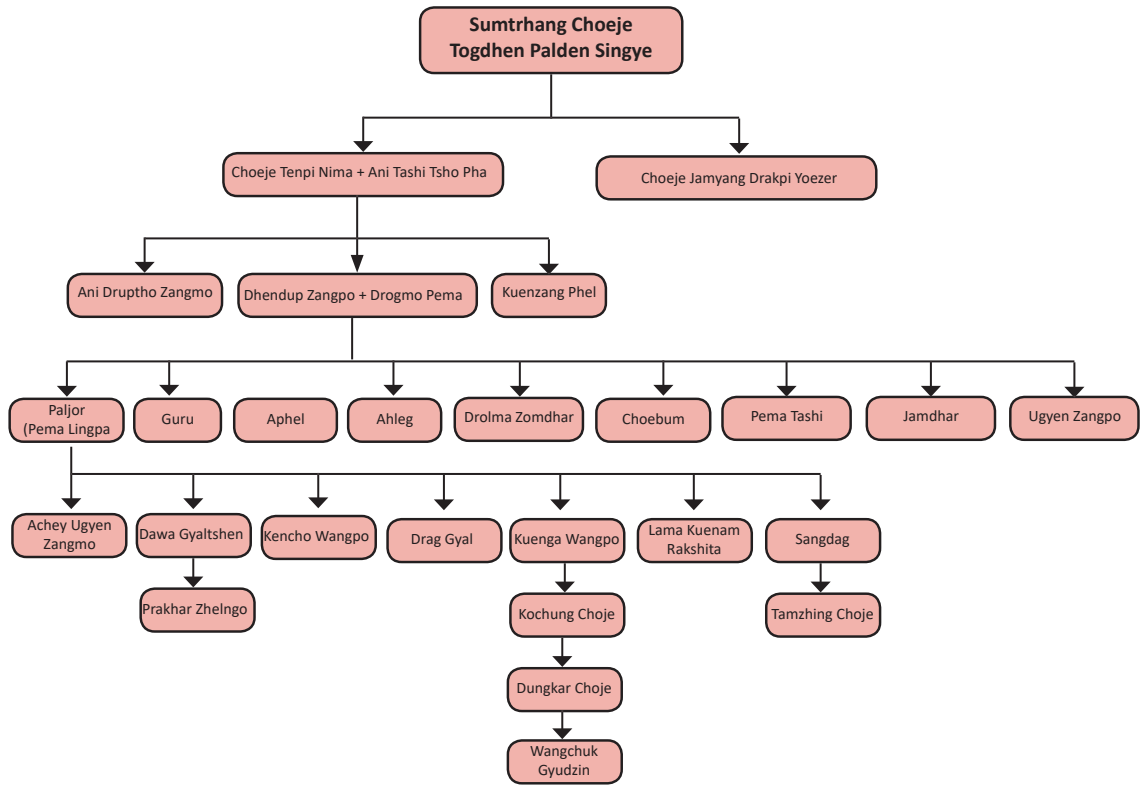 Sumtrhang Choeje
Togdhen Palden Singye
Choeje Tenpi Nima + Ani Tashi Tsho Pha
Choeje Jamyang Drakpi Yoezer
Ani Druptho Zangmo
Dhendup Zangpo + Drogmo Pema
Kuenzang Phel
Paljor
(Pema Lingpa
Guru
Aphel
Ahleg
Drolma Zomdhar
Choebum
Pema Tashi
Jamdhar
Ugyen Zangpo
Achey Ugyen
Zangmo
Dawa Gyaltshen
Kencho Wangpo
Drag Gyal
Kuenga Wangpo
Lama Kuenam
Rakshita
Sangdag
Prakhar Zhelngo
Kochung Choje
Tamzhing Choje
Dungkar Choje
Wangchuk
Gyudzin